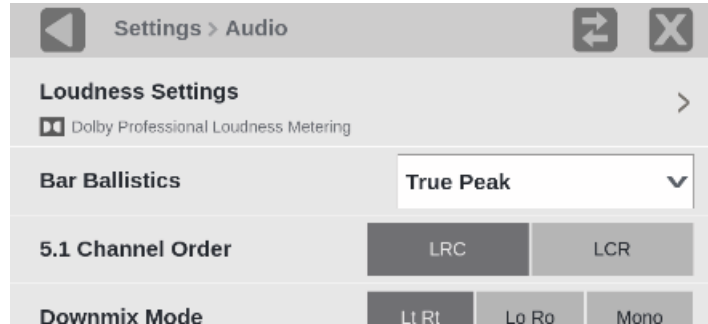 Settings > Audio
Loudness Settings
Dolby Professional Loudness Metering
Bar Ballistics True Peak
5.1 Channel Order LRC LCR
Downmix Mode Lt Rt Lo Ro Mono